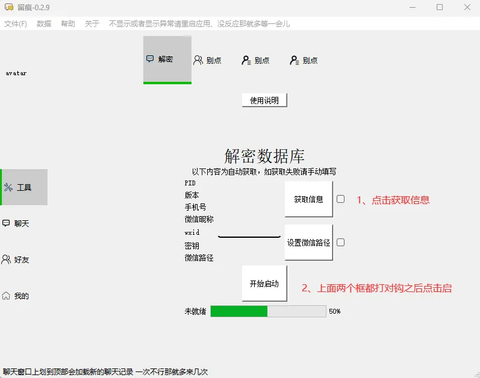 留痕-0.2.9
文件(F) 数据 帮助 关于 不显示或者显示异常请重启应用，没反应那就多等一会儿
avatar
解密 别点 别点 别点
使用说明
解密数据库
以下内容为自动获取，如获取失败请手动填写
PID
版本
手机号
微信昵称
wxid
密钥
微信路径
获取信息
1、点击获取信息
设置微信路径
开始启动
2、上面两个框都打对钩之后点击启
未就绪 50%
工具
聊天
好友
我的
聊天窗口上划到顶部会加载新的聊天记录 一次不行那就多来几次